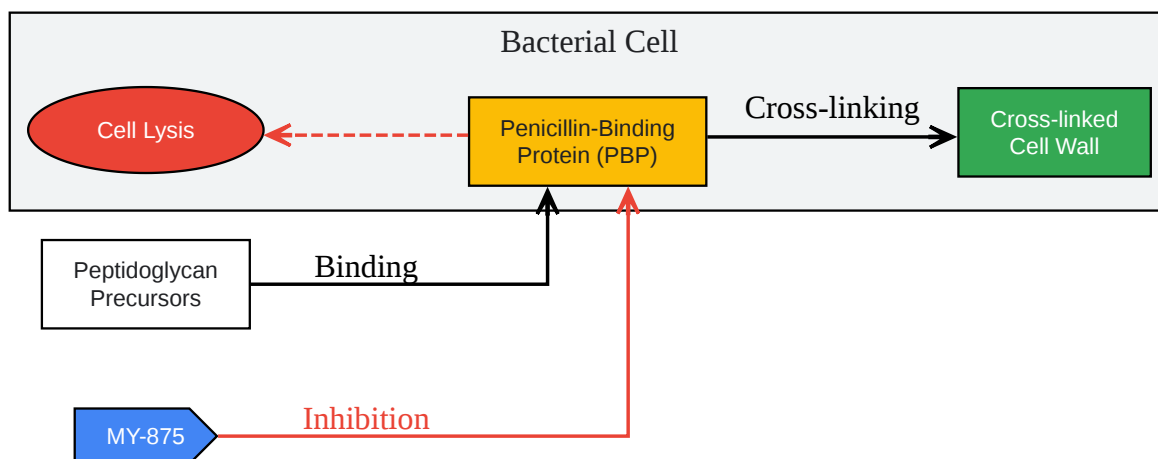 Bacterial Cell
Cell Lysis
Penicillin-Binding
Protein (PBP)
Cross-linking
Cross-linked
Cell Wall
Peptidoglycan
Precursors
Binding
MY-875
Inhibition